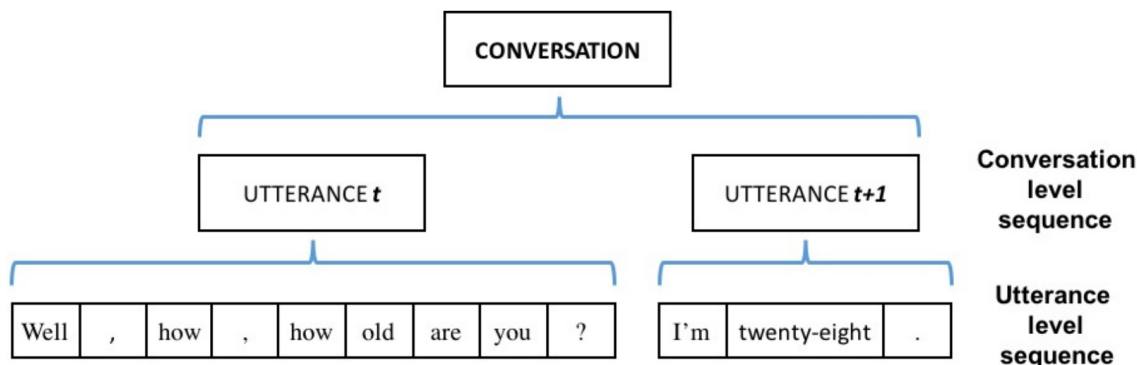 CONVERSATION
UTTERANCE t
UTTERANCE t+1
Conversation
level
sequence
Well , how , how old are you ?
I'm twenty-eight .
Utterance
level
sequence